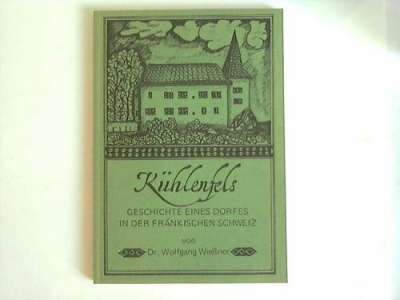 Kühlenfels
GESCHICHTE EINES DORFES
IN DER FRÄNKISCHEN SCHWEIZ
VON
Dr. Wolfgang Wießner